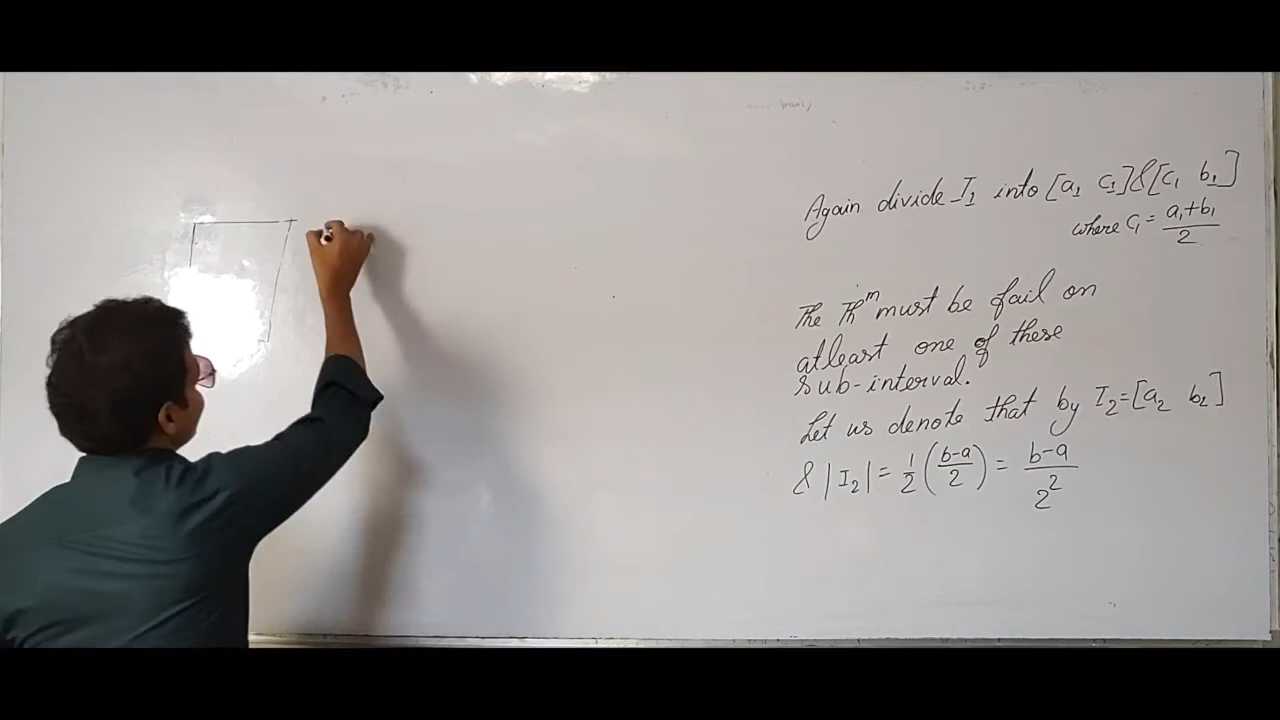 Again divide I₁ into [a₁ c₁] & [c₁ b₁]
where c₁ = (a₁+b₁)/2
The Thᵐ must be fail on
atleast one of these
sub-interval.
Let us denote that by I₂ = [a₂ b₂]
& |I₂| = 1/2 ((b-a)/2) = (b-a)/2²